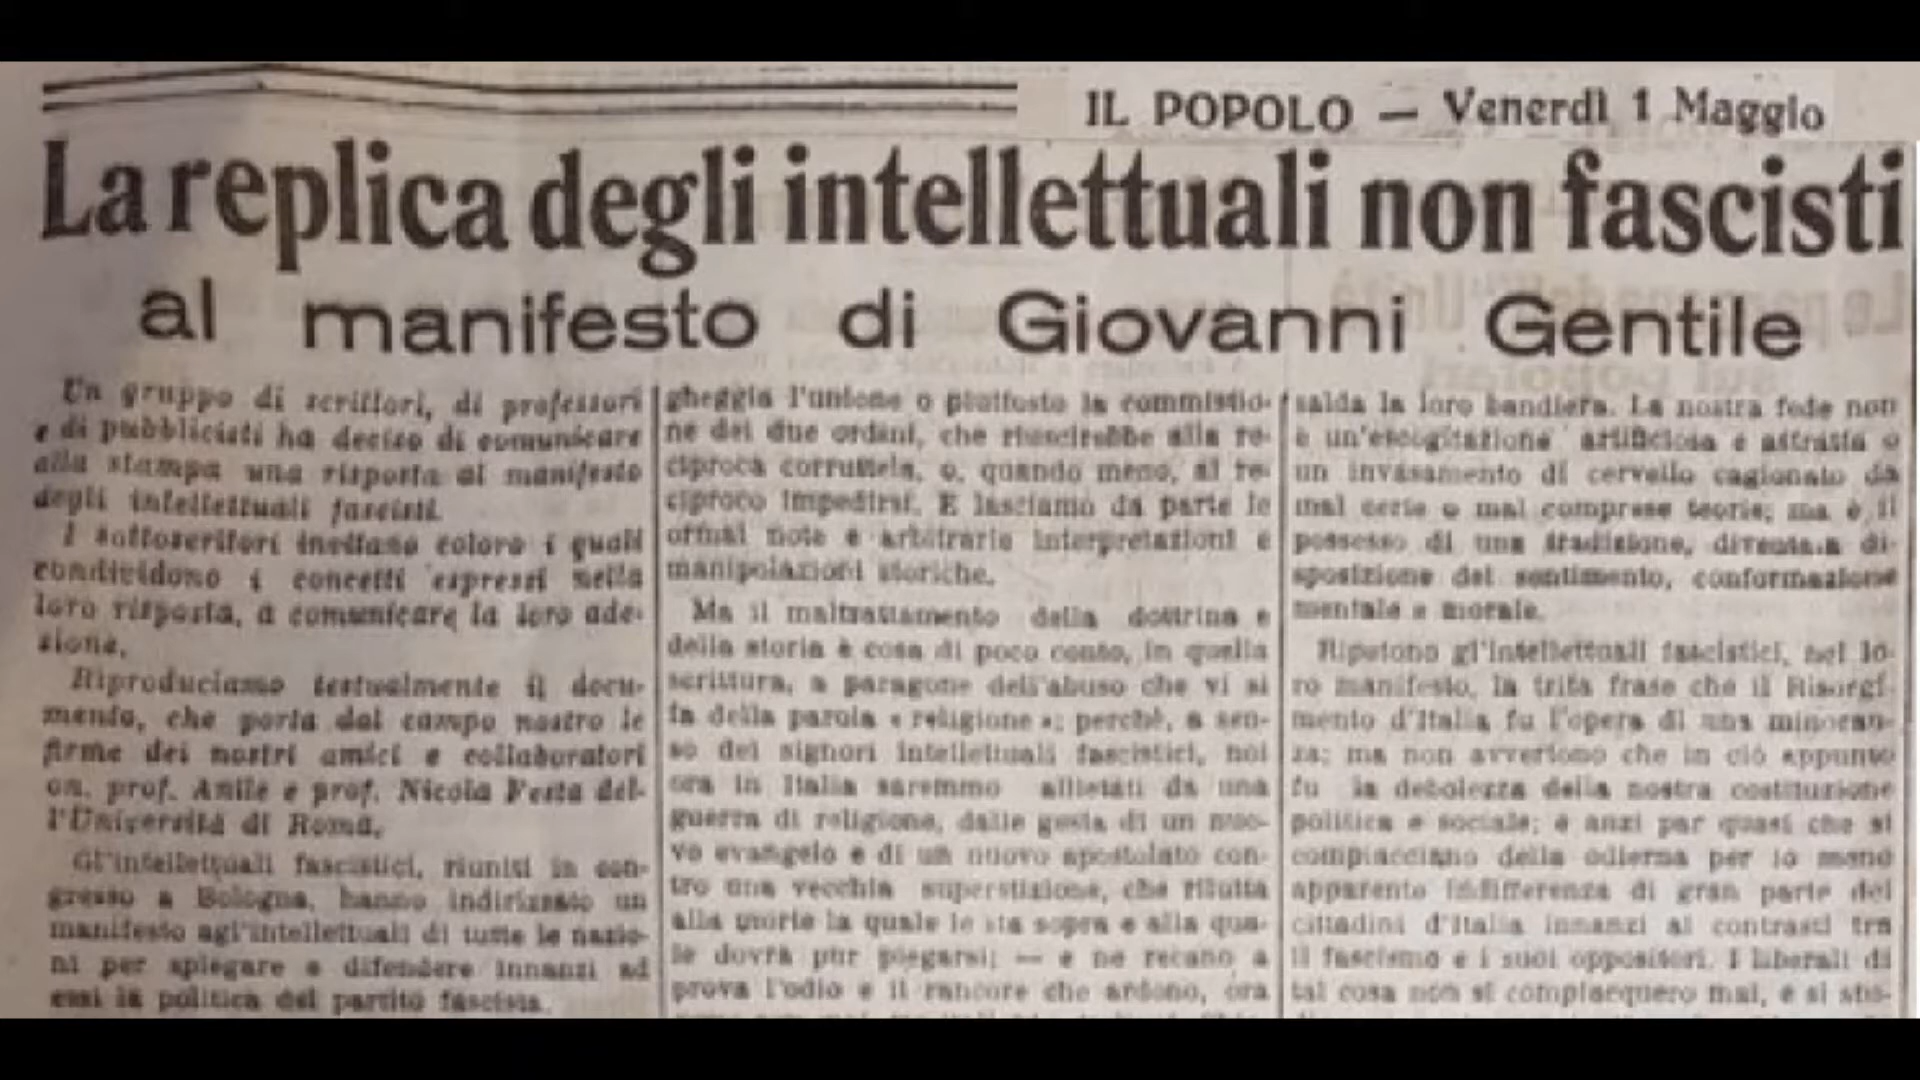 IL POPOLO — Venerdì 1 Maggio
La replica degli intellettuali non fascisti
al manifesto di Giovanni Gentile
Un gruppo di scrittori, di professori
e di pubblicisti ha deciso di comunicare
alla stampa una risposta al manifesto
degli intellettuali fascisti.
I sottoscrittori invitano coloro i quali
condividono i concetti espressi nella
loro risposta, a comunicare la loro ade-
sione.
Riproduciamo testualmente il docu-
mento, che porta dal campo nostro le
firme dei nostri amici e collaboratori
on. prof. Anile e prof. Nicola Festa del-
l'Università di Roma.
Gl'intellettuali fascistici, riuniti in con-
gresso a Bologna, hanno indirizzato un
manifesto agl'intellettuali di tutte le nazio-
ni per spiegare e difendere innanzi ad
essi la politica del partito fascista.
gheggia l'unione o piuttosto la commistio-
ne dei due ordini, che riuscirebbe alla re-
ciproca corruttela, o, quando meno, al re-
ciproco impedirsi. E lasciamo da parte le
ormai note e arbitrarie interpretazioni e
manipolazioni storiche.
Ma il maltrattamento della dottrina e
della storia è cosa di poco conto, in quella
scrittura, a paragone dell'abuso che vi si
fa della parola « religione »; perchè, a sen-
so dei signori intellettuali fascistici, noi
ora in Italia saremmo allietati da una
guerra di religione, dalle gesta di un nuo-
vo evangelo e di un nuovo apostolato con-
tro una vecchia superstizione, che rilutta
alla morte la quale le sta sopra e alla qua-
le dovrà pur piegarsi; — e ne recano a
prova l'odio e il rancore che ardono, ora
salda la loro bandiera. La nostra fede non
è un'escogitazione artificiosa e astratta o
un invasamento di cervello cagionato da
mal certe o mal comprese teorie; ma è il
possesso di una tradizione, diventata di-
sposizione del sentimento, conformazione
mentale e morale.
Ripetono gl'intellettuali fascistici, nel lo-
ro manifesto, la trita frase che il Risorgi-
mento d'Italia fu l'opera di una minoran-
za; ma non avvertono che in ciò appunto
fu la debolezza della nostra costituzione
politica e sociale; e anzi par quasi che si
compiacciano della odierna per lo meno
apparente indifferenza di gran parte dei
cittadini d'Italia innanzi ai contrasti tra
il fascismo e i suoi oppositori. I liberali di
tal cosa non si compiacquero mai, e si stu-